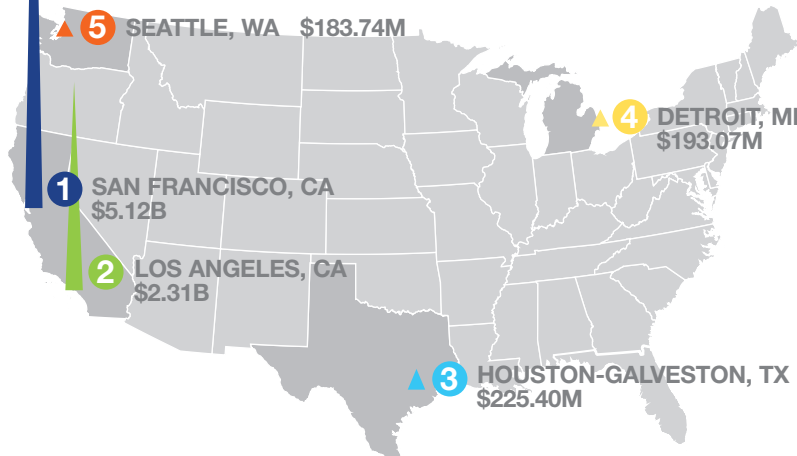 5 SEATTLE, WA $183.74M
4 DETROIT, MI
$193.07M
1 SAN FRANCISCO, CA
$5.12B
2 LOS ANGELES, CA
$2.31B
3 HOUSTON-GALVESTON, TX
$225.40M